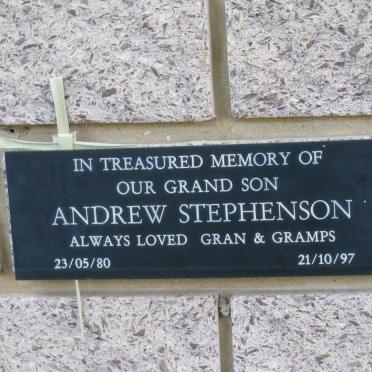 IN TREASURED MEMORY OF
OUR GRAND SON
ANDREW STEPHENSON
ALWAYS LOVED GRAN & GRAMPS
23/05/80 21/10/97